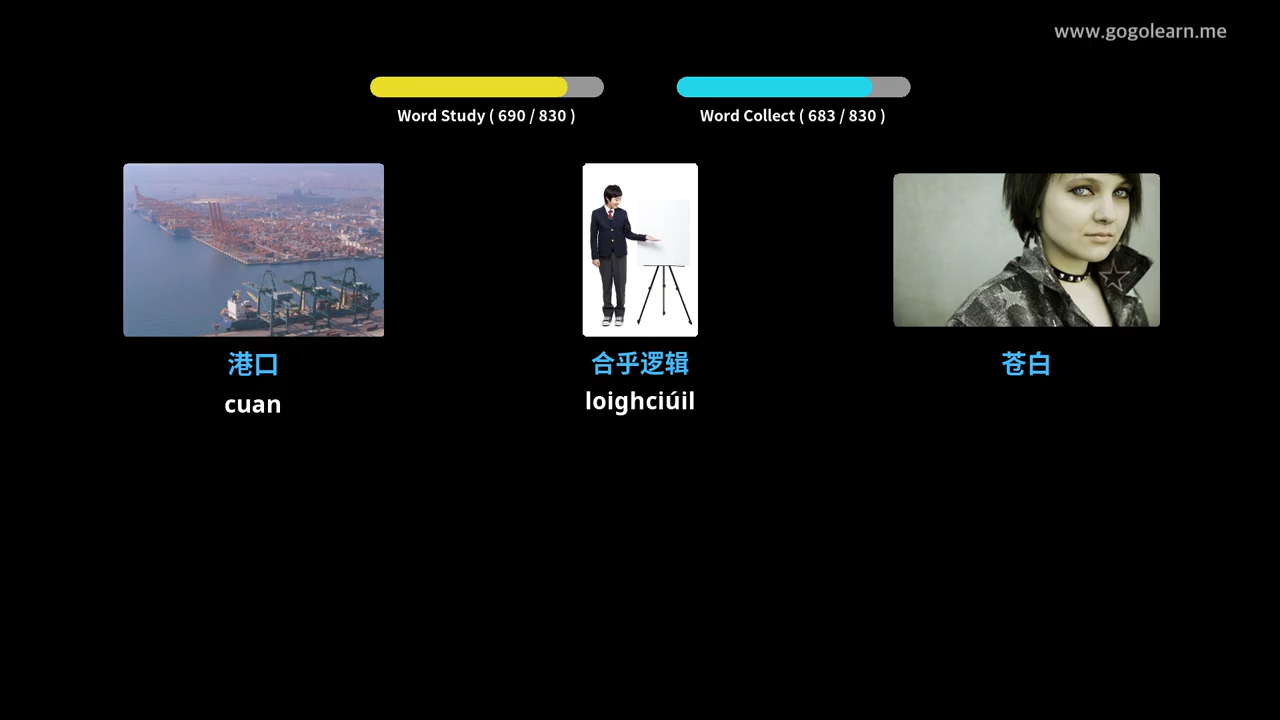 www.gogolearn.me
Word Study ( 690 / 830 )
Word Collect ( 683 / 830 )
港口
合乎逻辑
苍白
cuan
loighciúil